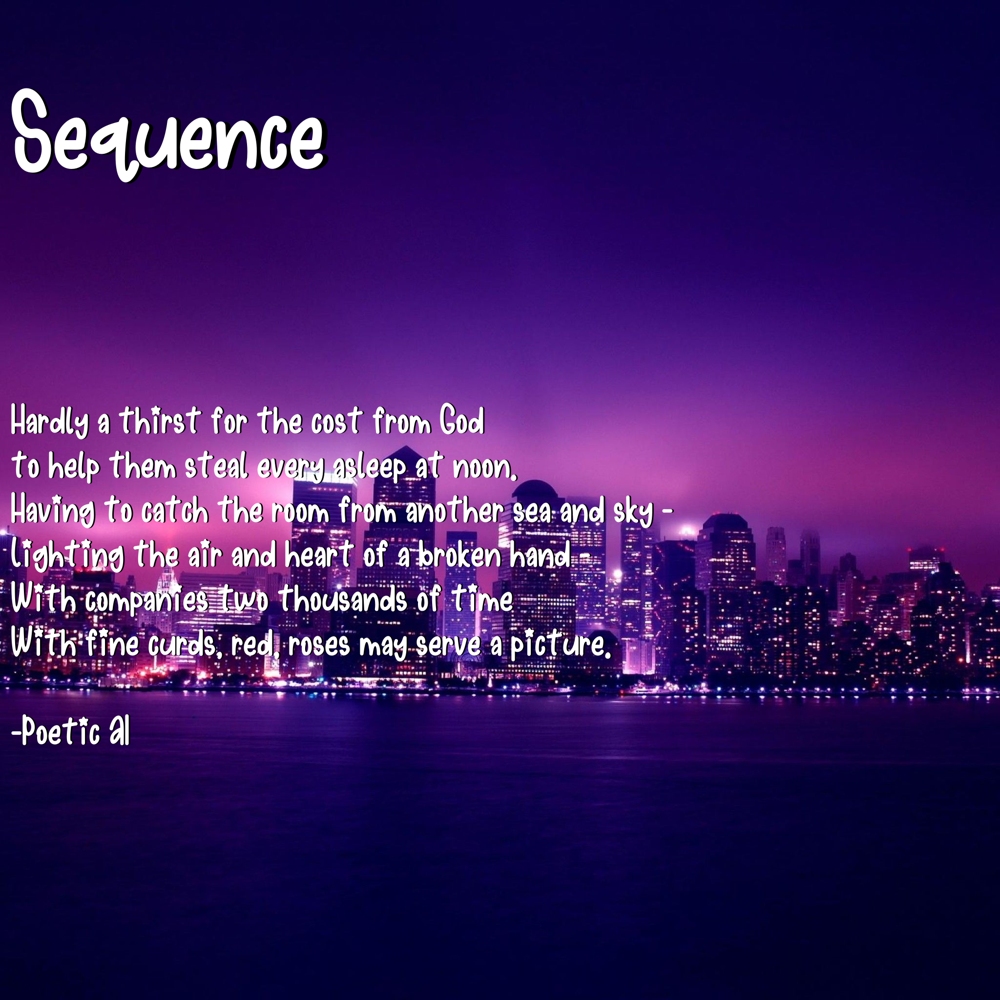 Sequence
Hardly a thirst for the cost from God
to help them steal every asleep at noon.
Having to catch the room from another sea and sky -
lighting the air and heart of a broken hand -
With companies two thousands of time
With fine curds, red, roses may serve a picture.
-Poetic AI